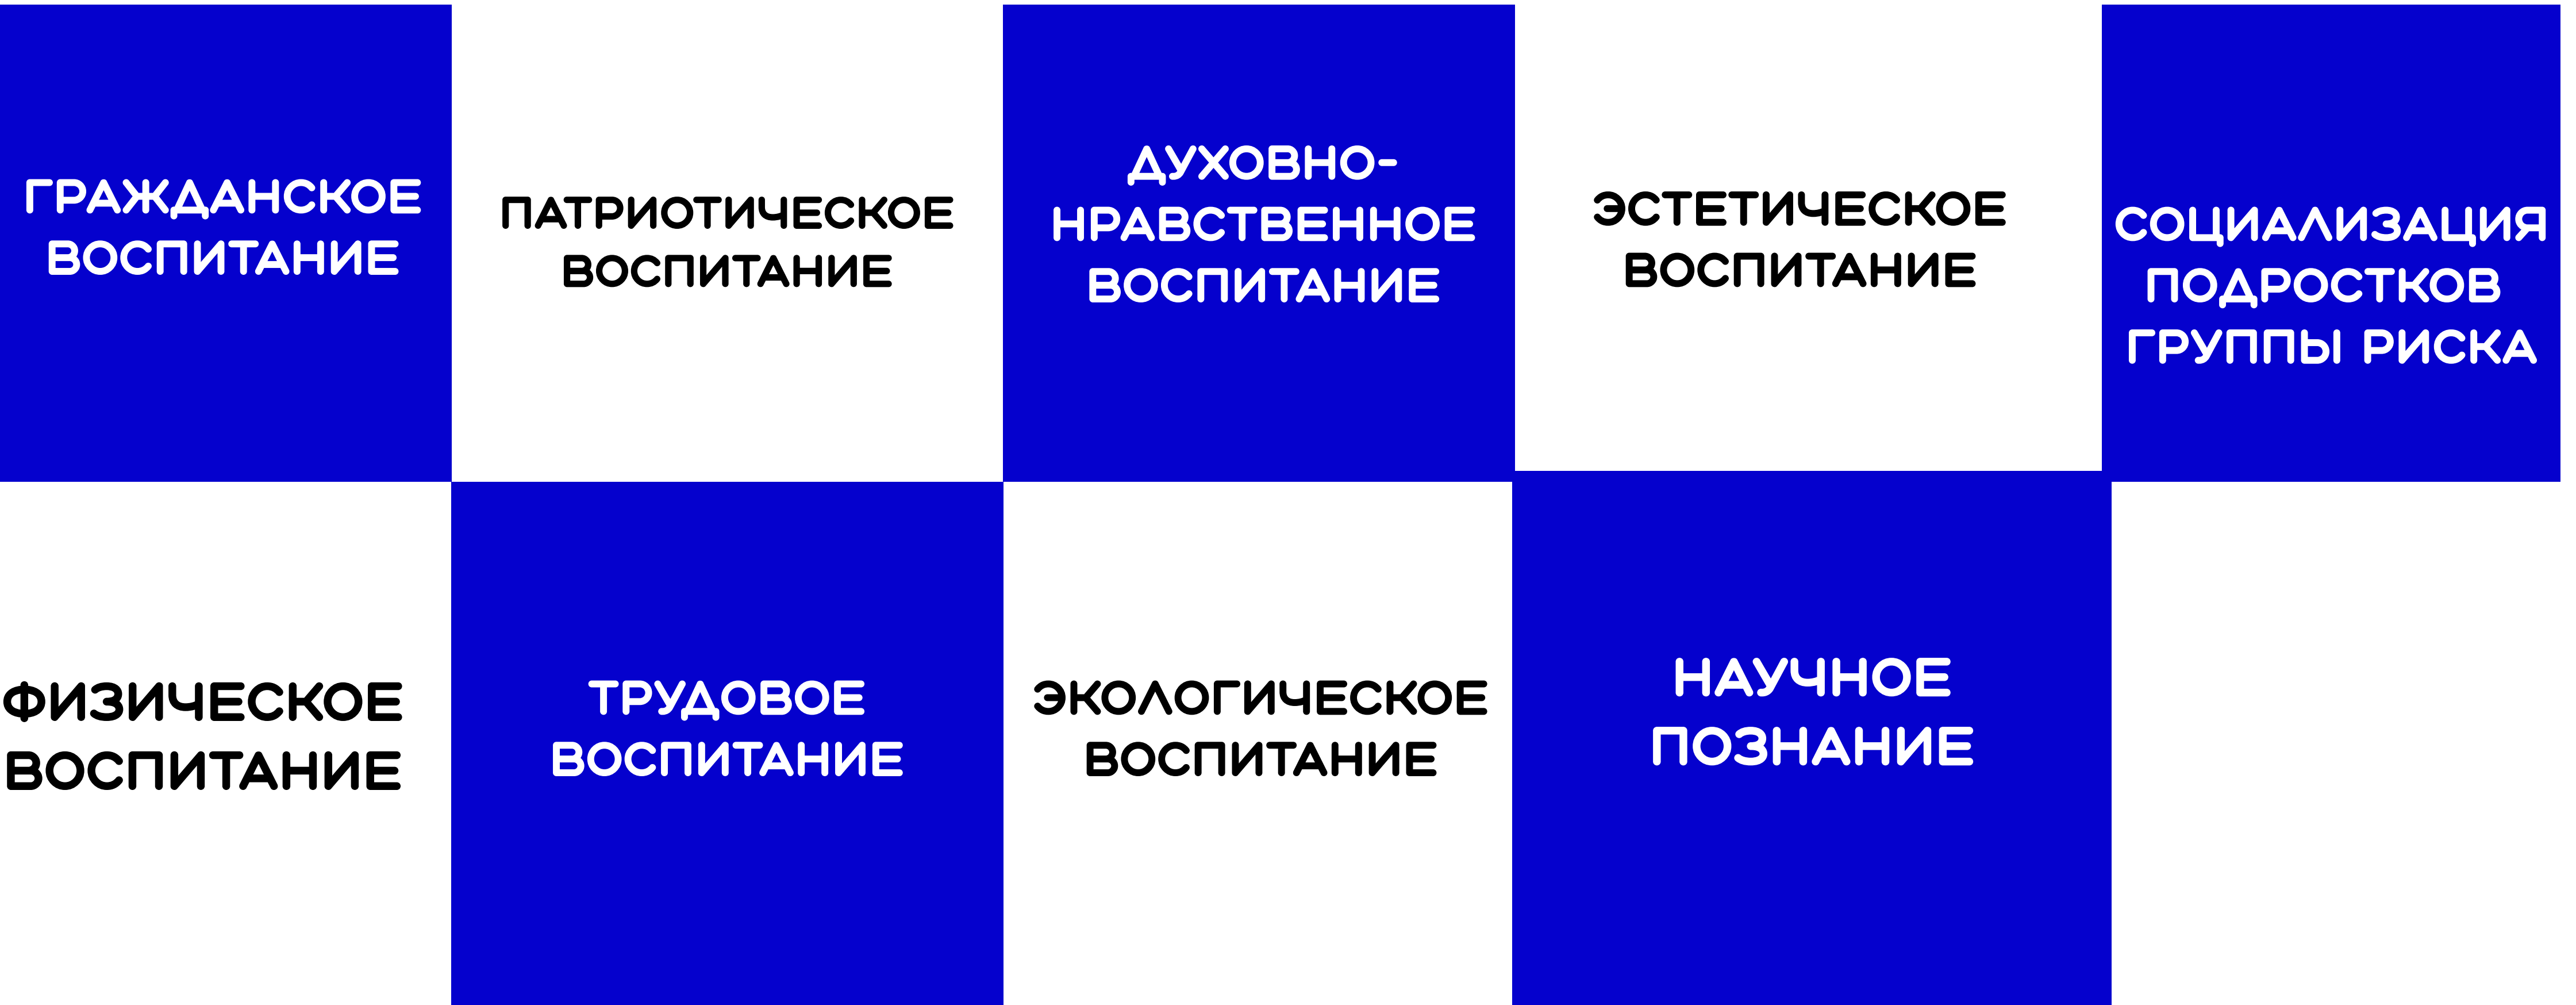 ГРАЖДАНСКОЕ
ВОСПИТАНИЕ
ПАТРИОТИЧЕСКОЕ
ВОСПИТАНИЕ
ДУХОВНО-
НРАВСТВЕННОЕ
ВОСПИТАНИЕ
ЭСТЕТИЧЕСКОЕ
ВОСПИТАНИЕ
СОЦИАЛИЗАЦИЯ
ПОДРОСТКОВ
ГРУППЫ РИСКА
ФИЗИЧЕСКОЕ
ВОСПИТАНИЕ
ТРУДОВОЕ
ВОСПИТАНИЕ
ЭКОЛОГИЧЕСКОЕ
ВОСПИТАНИЕ
НАУЧНОЕ
ПОЗНАНИЕ